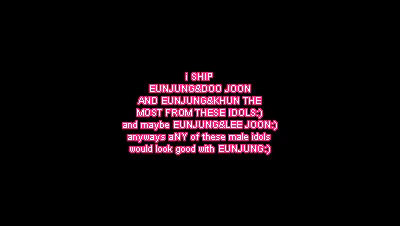 i SHIP
EUNJUNG&DOO JOON
AND EUNJUNG&KHUN THE
MOST FROM THESE IDOLS:)
and maybe EUNJUNG&LEE JOON:)
anyways aNY of these male idols
would look good with EUNJUNG:)